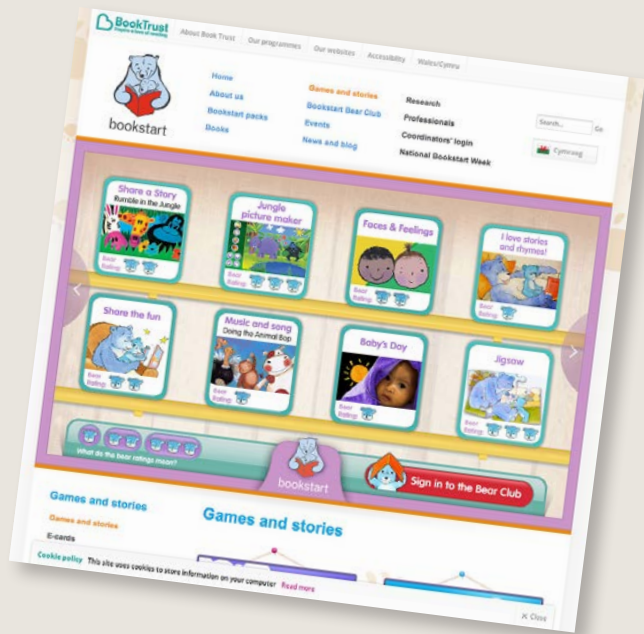 BookTrust
Inspire a love of reading
About Book Trust
Our programmes
Our websites
Accessibility
Wales/Cymru
bookstart
Home
About us
Bookstart packs
Books
Games and stories
Bookstart Bear Club
Events
News and blog
Research
Professionals
Coordinators' login
National Bookstart Week
Search...
Go
Cymraeg
Share a Story
Rumble in the Jungle
Bear
Rating:
Jungle
picture maker
Bear
Rating:
Faces & Feelings
Bear
Rating:
I love stories
and rhymes!
Bear
Rating:
Share the fun
Bear
Rating:
Music and song
Doing the Animal Bop
Bear
Rating:
Baby's Day
Bear
Rating:
Jigsaw
Bear
Rating:
What do the bear ratings mean?
bookstart
Sign in to the Bear Club
Games and stories
Games and stories
E-cards
Games and stories
Cookie policy This site uses cookies to store information on your computer Read more
X Close